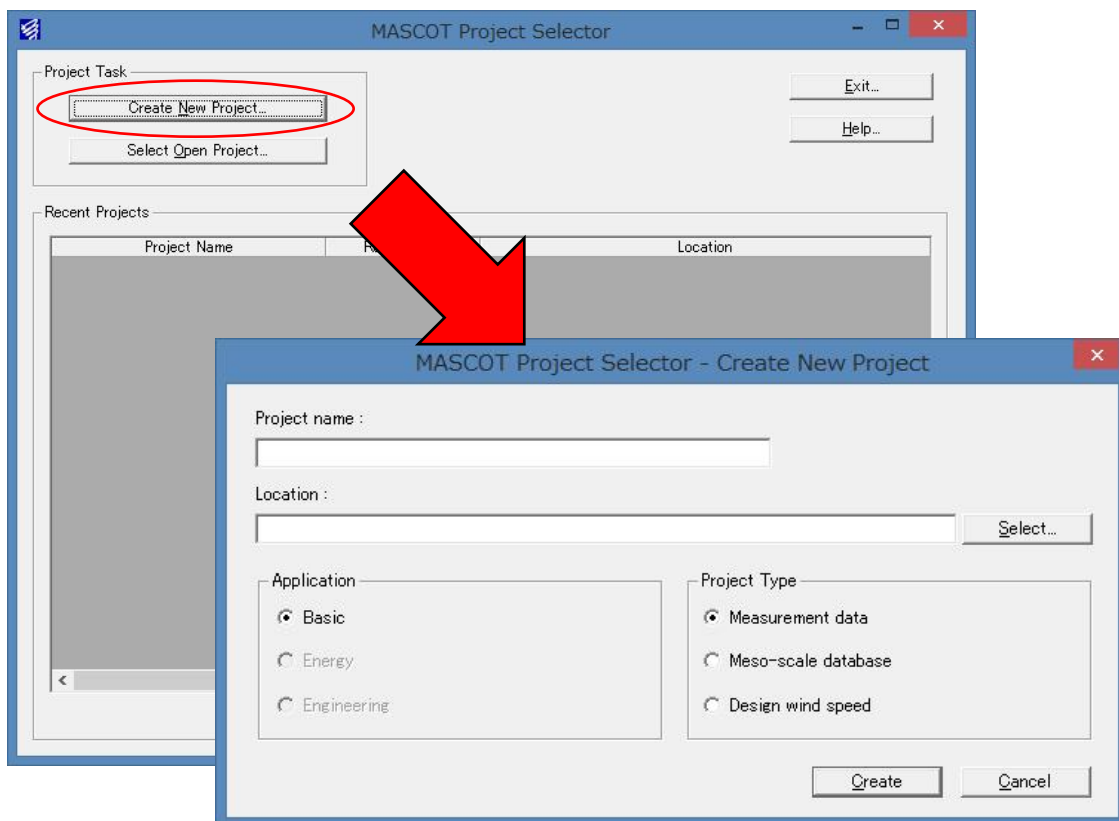 MASCOT Project Selector
Project Task
Create New Project...
Select Open Project...
Exit...
Help...
Recent Projects
Project Name Location
MASCOT Project Selector - Create New Project
Project name :
Location :
Select...
Application
Basic
Energy
Engineering
Project Type
Measurement data
Meso-scale database
Design wind speed
Create
Cancel